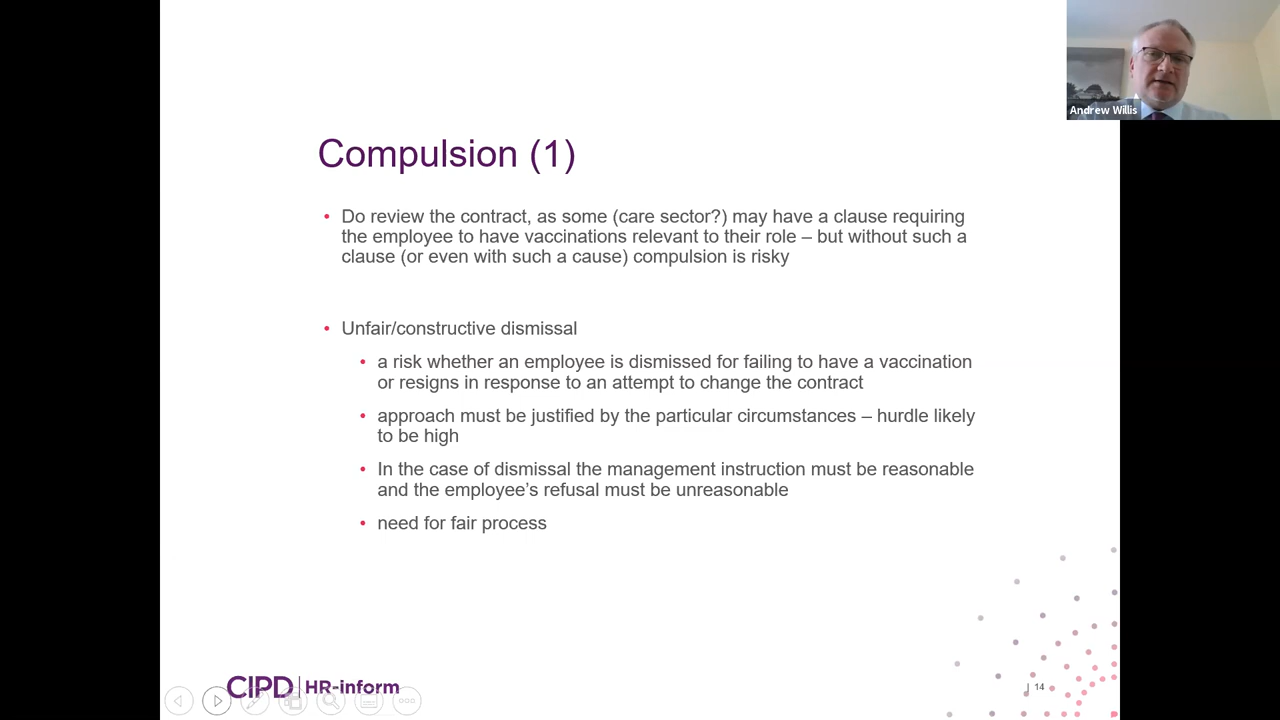 Andrew Willis
Compulsion (1)
• Do review the contract, as some (care sector?) may have a clause requiring
the employee to have vaccinations relevant to their role – but without such a
clause (or even with such a cause) compulsion is risky
• Unfair/constructive dismissal
• a risk whether an employee is dismissed for failing to have a vaccination
or resigns in response to an attempt to change the contract
• approach must be justified by the particular circumstances – hurdle likely
to be high
• In the case of dismissal the management instruction must be reasonable
and the employee’s refusal must be unreasonable
• need for fair process
CIPD | HR-inform
| 14